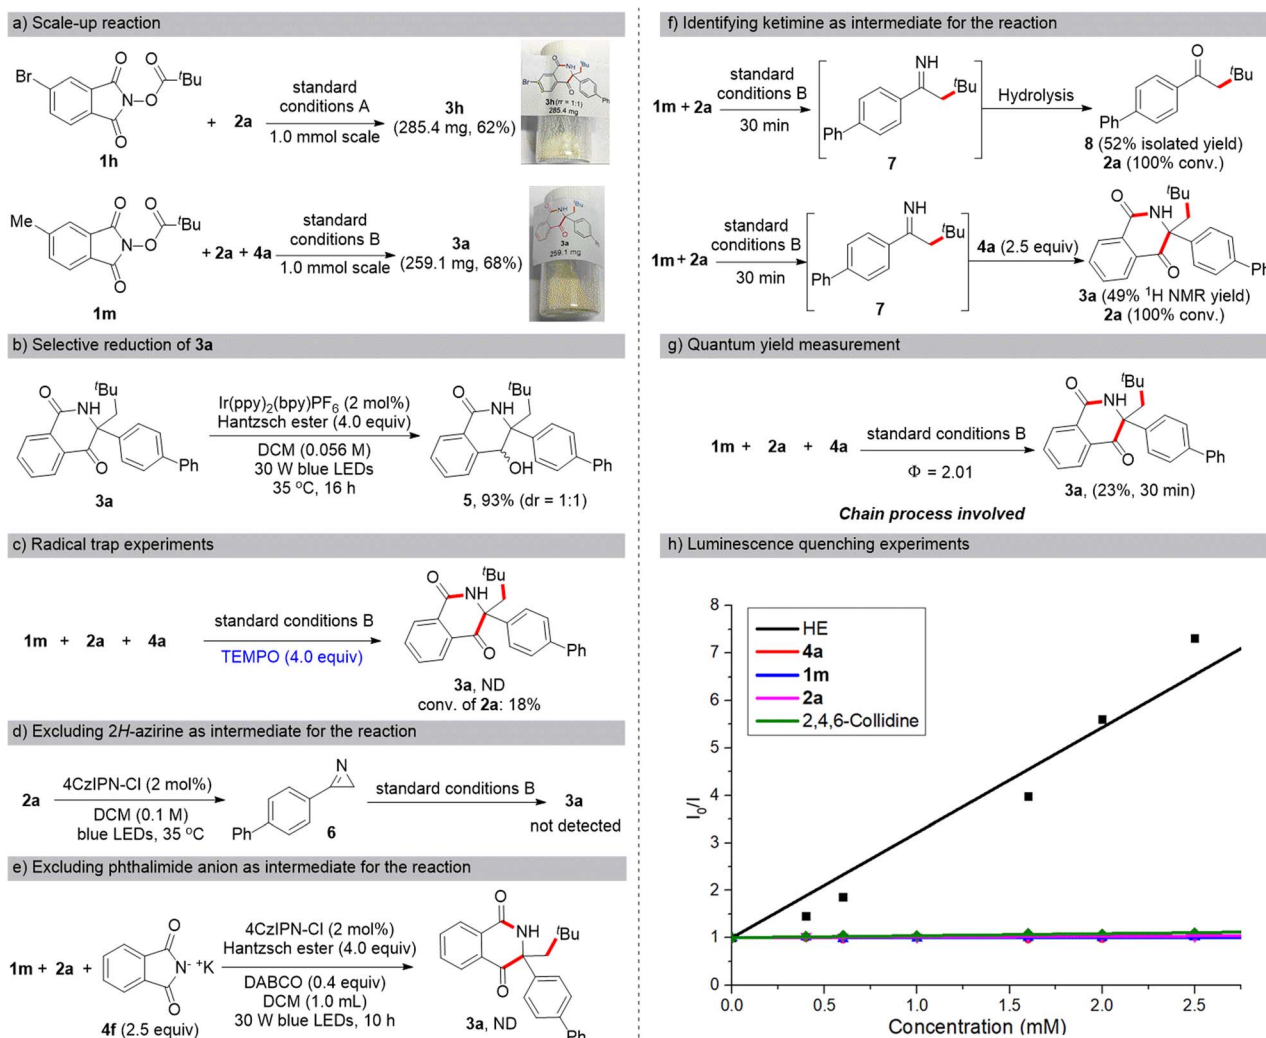 a) Scale-up reaction
Br
O
O
O
O
N
ᵗBu
1h
+ 2a
standard
conditions A
1.0 mmol scale
3h
(285.4 mg, 62%)
3h (rr = 1:1)
285.4 mg
Me
O
O
O
O
N
ᵗBu
1m
+ 2a + 4a
standard
conditions B
1.0 mmol scale
3a
(259.1 mg, 68%)
3a
259.1 mg
b) Selective reduction of 3a
O
NH
ᵗBu
O
Ph
3a
Ir(ppy)₂(bpy)PF₆ (2 mol%)
Hantzsch ester (4.0 equiv)
DCM (0.056 M)
30 W blue LEDs
35 ºC, 16 h
O
NH
ᵗBu
OH
Ph
5, 93% (dr = 1:1)
c) Radical trap experiments
1m + 2a + 4a
standard conditions B
TEMPO (4.0 equiv)
O
NH
ᵗBu
O
Ph
3a, ND
conv. of 2a: 18%
d) Excluding 2H-azirine as intermediate for the reaction
2a
4CzIPN-Cl (2 mol%)
DCM (0.1 M)
blue LEDs, 35 ºC
N
Ph
6
standard conditions B
3a
not detected
e) Excluding phthalimide anion as intermediate for the reaction
1m + 2a +
O
N- +K
O
4f (2.5 equiv)
4CzIPN-Cl (2 mol%)
Hantzsch ester (4.0 equiv)
DABCO (0.4 equiv)
DCM (1.0 mL)
30 W blue LEDs, 10 h
O
NH
ᵗBu
O
Ph
3a, ND
f) Identifying ketimine as intermediate for the reaction
1m + 2a
standard
conditions B
30 min
NH
ᵗBu
Ph
7
Hydrolysis
O
ᵗBu
Ph
8 (52% isolated yield)
2a (100% conv.)
1m + 2a
standard
conditions B
30 min
NH
ᵗBu
Ph
7
4a (2.5 equiv)
O
NH
ᵗBu
O
Ph
3a (49% ¹H NMR yield)
2a (100% conv.)
g) Quantum yield measurement
1m + 2a + 4a
standard conditions B
Φ = 2.01
O
NH
ᵗBu
O
Ph
3a, (23%, 30 min)
Chain process involved
h) Luminescence quenching experiments
HE
4a
1m
2a
2,4,6-Collidine
I₀/I
8
7
6
5
4
3
2
1
0
0.0 0.5 1.0 1.5 2.0 2.5
Concentration (mM)